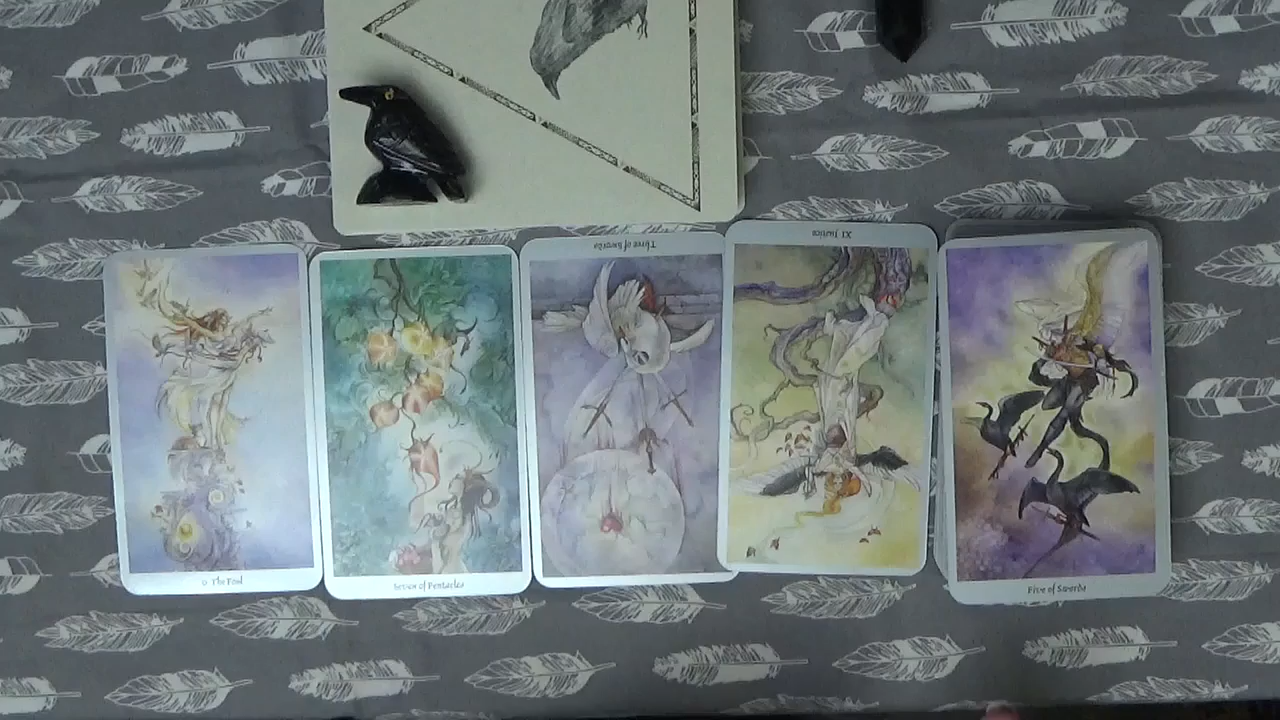 Three of Swords
XI Justice
0 The Fool
Seven of Pentacles
Five of Swords